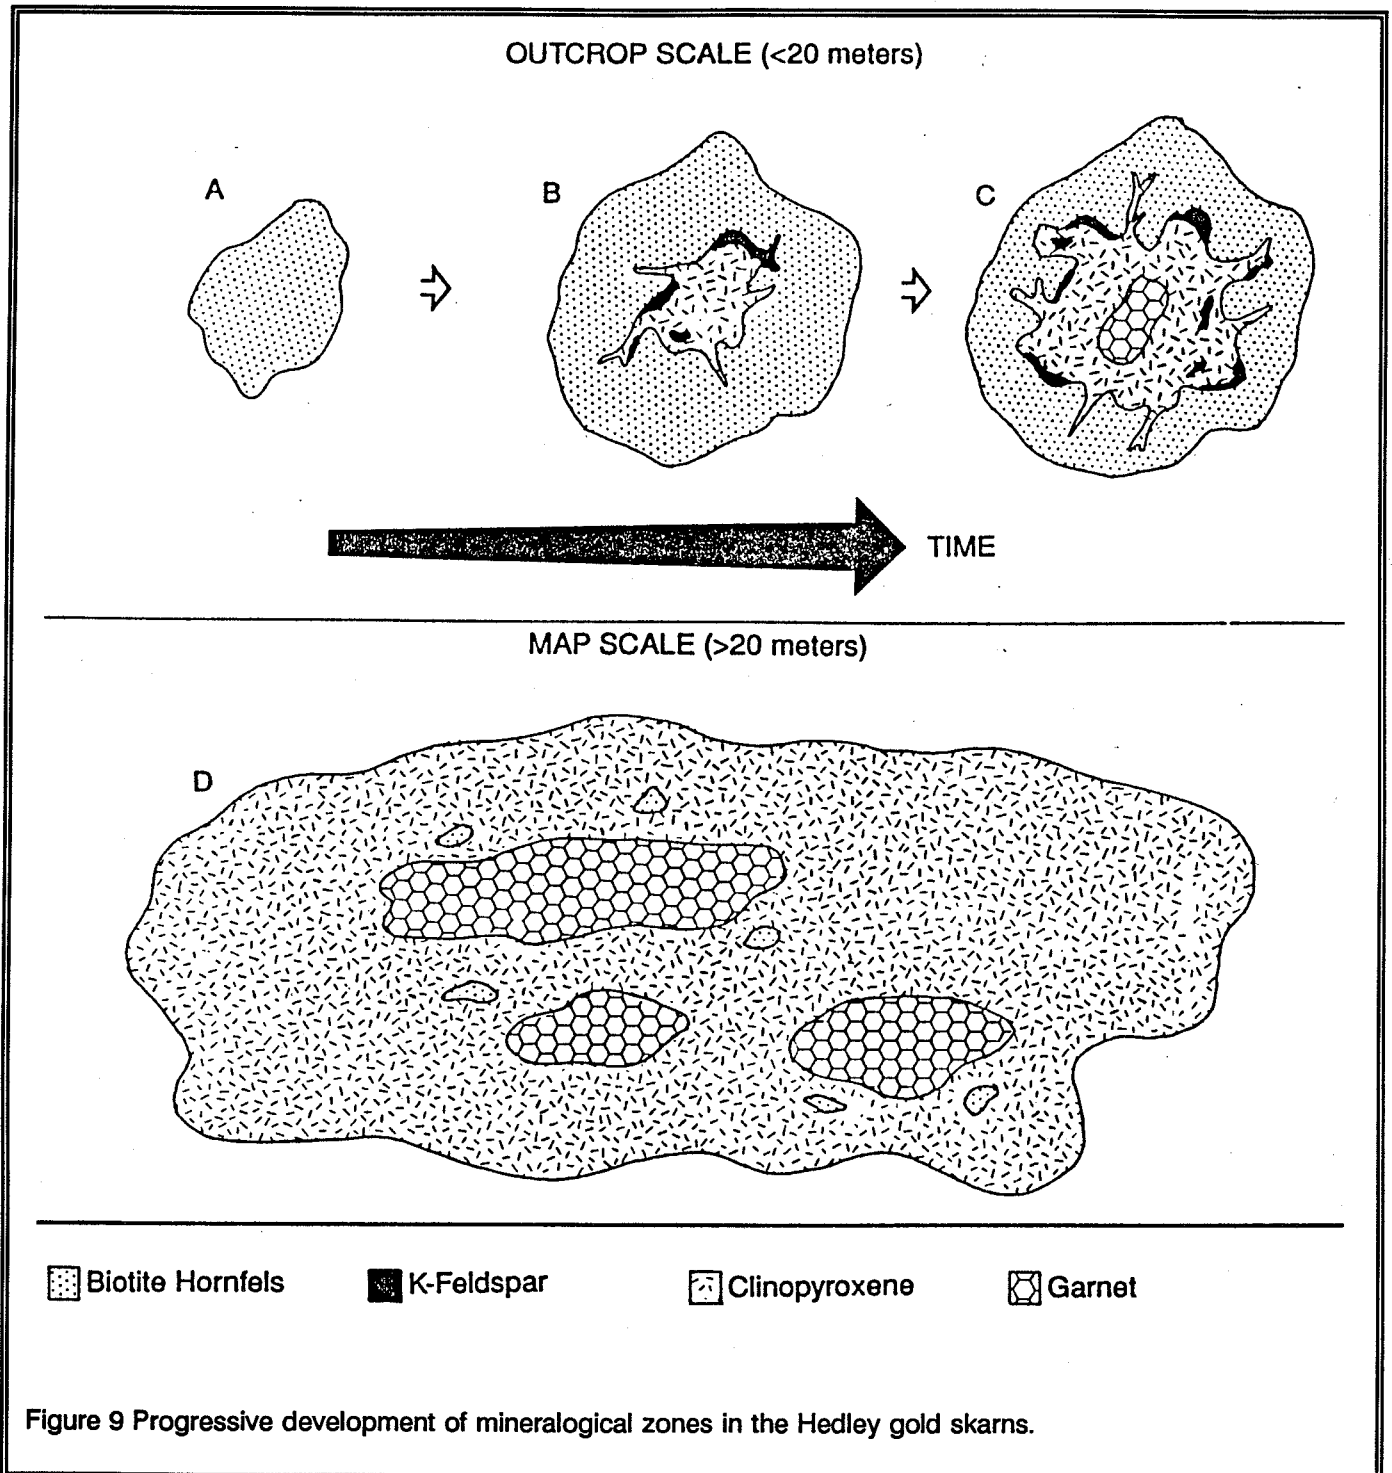 OUTCROP SCALE (<20 meters)
A
B
C
TIME
MAP SCALE (>20 meters)
D
Biotite Hornfels
K-Feldspar
Clinopyroxene
Garnet
Figure 9 Progressive development of mineralogical zones in the Hedley gold skarns.